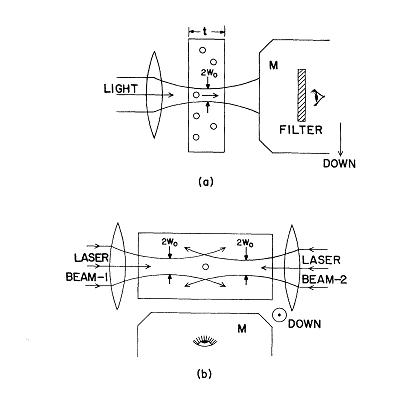 t
2W₀
M
LIGHT
FILTER
DOWN
(a)
2W₀
2W₀
LASER
LASER
BEAM-1
BEAM-2
DOWN
M
(b)